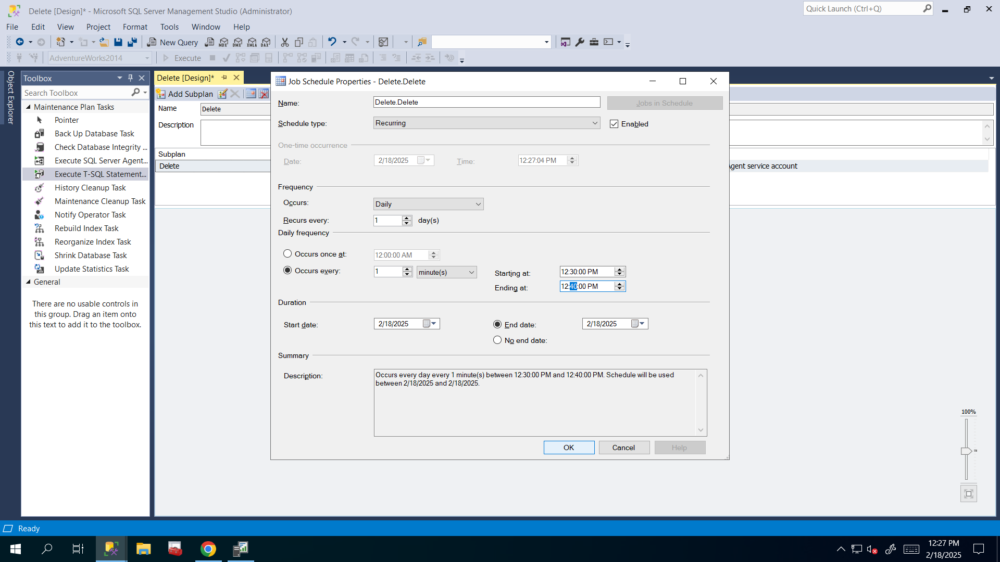 Delete [Design]* - Microsoft SQL Server Management Studio (Administrator)
Quick Launch (Ctrl+Q)
File Edit View Project Format Tools Window Help
New Query MDX DMX XMLA DAX
AdventureWorks2014 Execute
Object Explorer
Toolbox
Search Toolbox
Maintenance Plan Tasks
Pointer
Back Up Database Task
Check Database Integrity ...
Execute SQL Server Agent...
Execute T-SQL Statement...
History Cleanup Task
Maintenance Cleanup Task
Notify Operator Task
Rebuild Index Task
Reorganize Index Task
Shrink Database Task
Update Statistics Task
General
There are no usable controls in
this group. Drag an item onto
this text to add it to the toolbox.
Delete [Design]*
Add Subplan
Name Delete
Description
Subplan
Delete
Agent service account
Job Schedule Properties - Delete.Delete
Name: Delete.Delete Jobs in Schedule
Schedule type: Recurring Enabled
One-time occurrence
Date: 2/18/2025 Time: 12:27:04 PM
Frequency
Occurs: Daily
Recurs every: 1 day(s)
Daily frequency
Occurs once at: 12:00:00 AM
Occurs every: 1 minute(s) Starting at: 12:30:00 PM
Ending at: 12:40:00 PM
Duration
Start date: 2/18/2025 End date: 2/18/2025
No end date:
Summary
Description: Occurs every day every 1 minute(s) between 12:30:00 PM and 12:40:00 PM. Schedule will be used
between 2/18/2025 and 2/18/2025.
OK Cancel Help
100%
Ready
12:27 PM
2/18/2025